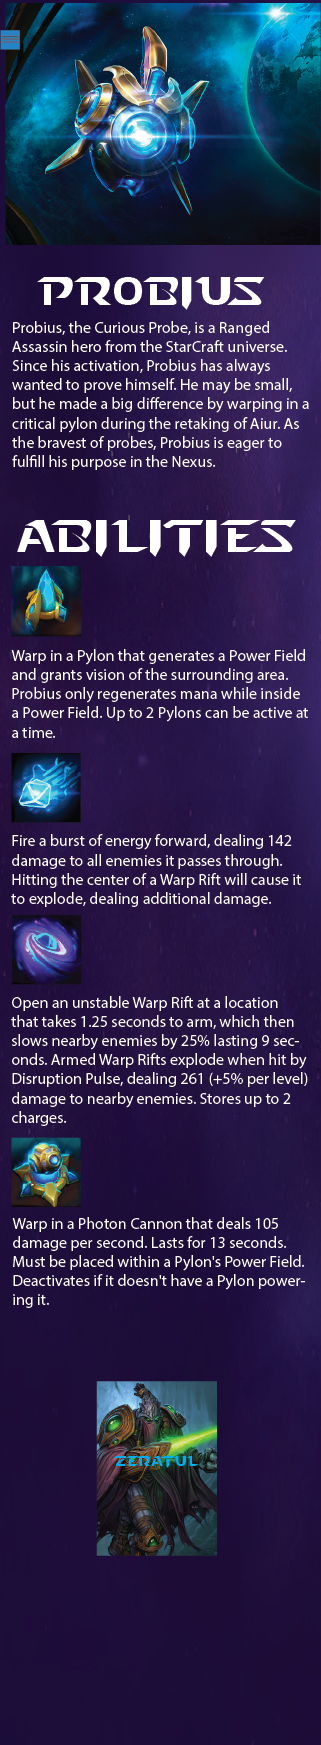 PROBIUS
Probius, the Curious Probe, is a Ranged
Assassin hero from the StarCraft universe.
Since his activation, Probius has always
wanted to prove himself. He may be small,
but he made a big difference by warping in a
critical pylon during the retaking of Aiur. As
the bravest of probes, Probius is eager to
fulfill his purpose in the Nexus.
ABILITIES
Warp in a Pylon that generates a Power Field
and grants vision of the surrounding area.
Probius only regenerates mana while inside
a Power Field. Up to 2 Pylons can be active at
a time.
Fire a burst of energy forward, dealing 142
damage to all enemies it passes through.
Hitting the center of a Warp Rift will cause it
to explode, dealing additional damage.
Open an unstable Warp Rift at a location
that takes 1.25 seconds to arm, which then
slows nearby enemies by 25% lasting 9 sec-
onds. Armed Warp Rifts explode when hit by
Disruption Pulse, dealing 261 (+5% per level)
damage to nearby enemies. Stores up to 2
charges.
Warp in a Photon Cannon that deals 105
damage per second. Lasts for 13 seconds.
Must be placed within a Pylon's Power Field.
Deactivates if it doesn't have a Pylon power-
ing it.
ZERATUL